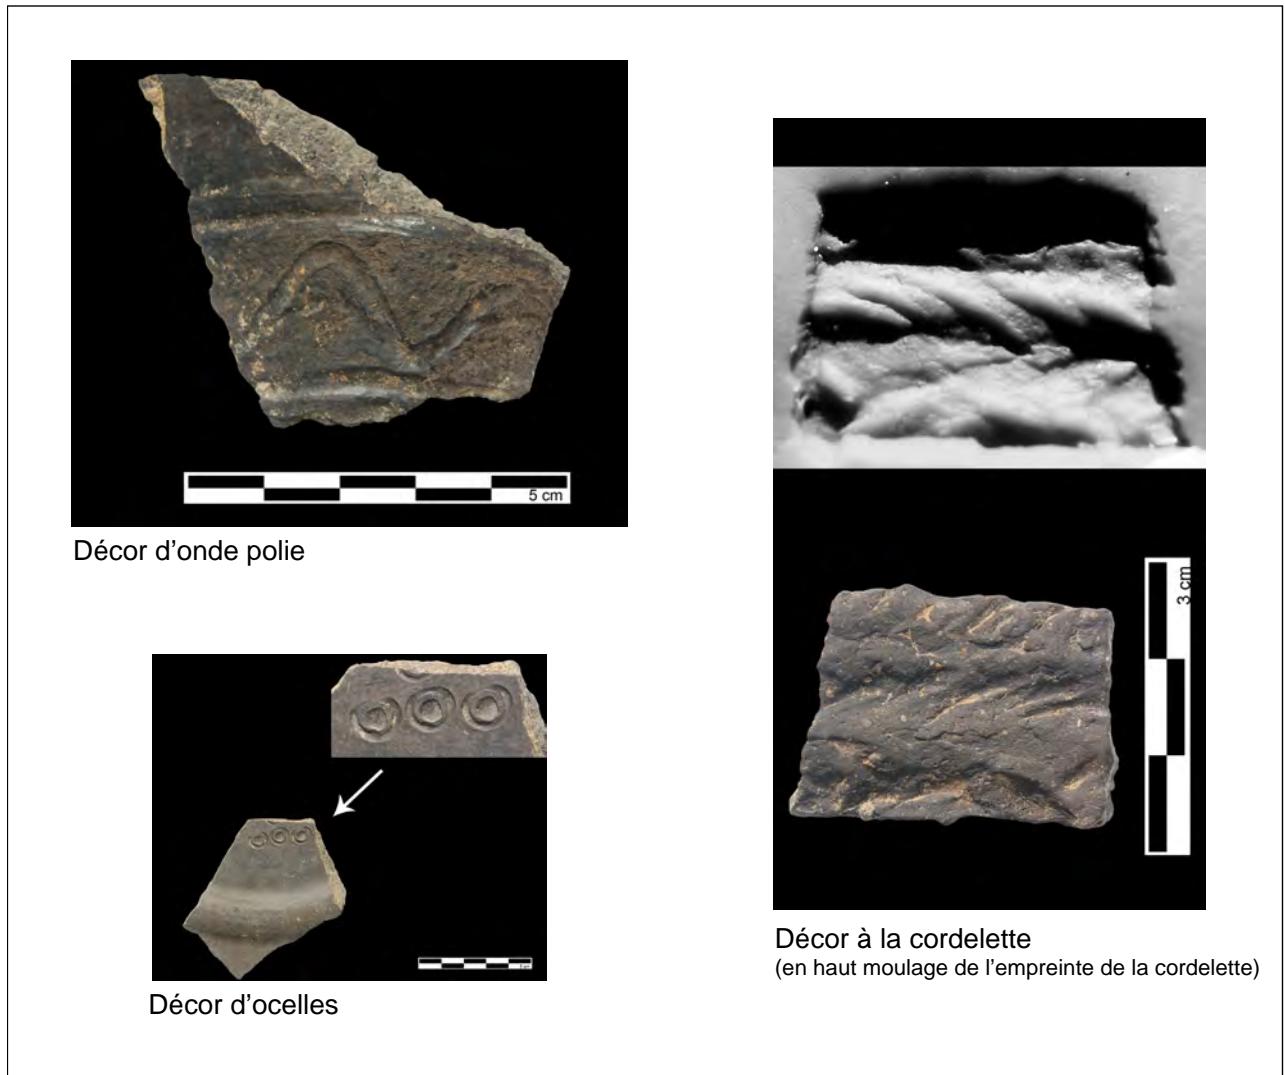 5 cm
Décor d'onde polie
Décor d'ocelles
3 cm
Décor à la cordelette
(en haut moulage de l'empreinte de la cordelette)